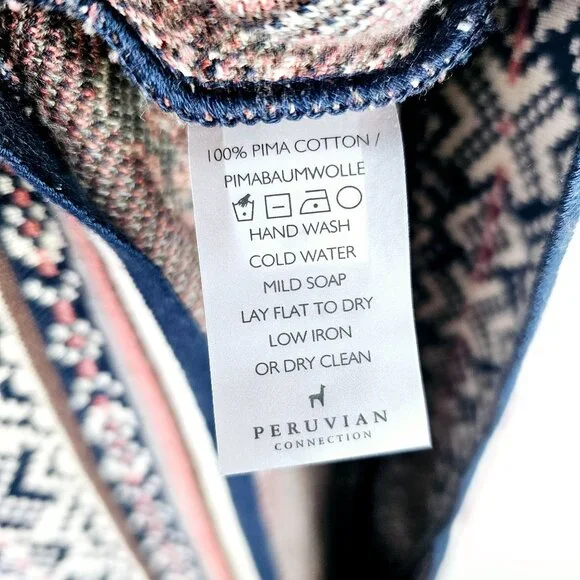 100% PIMA COTTON /
PIMABAUMWOLLE
HAND WASH
COLD WATER
MILD SOAP
LAY FLAT TO DRY
LOW IRON
OR DRY CLEAN
PERUVIAN
CONNECTION